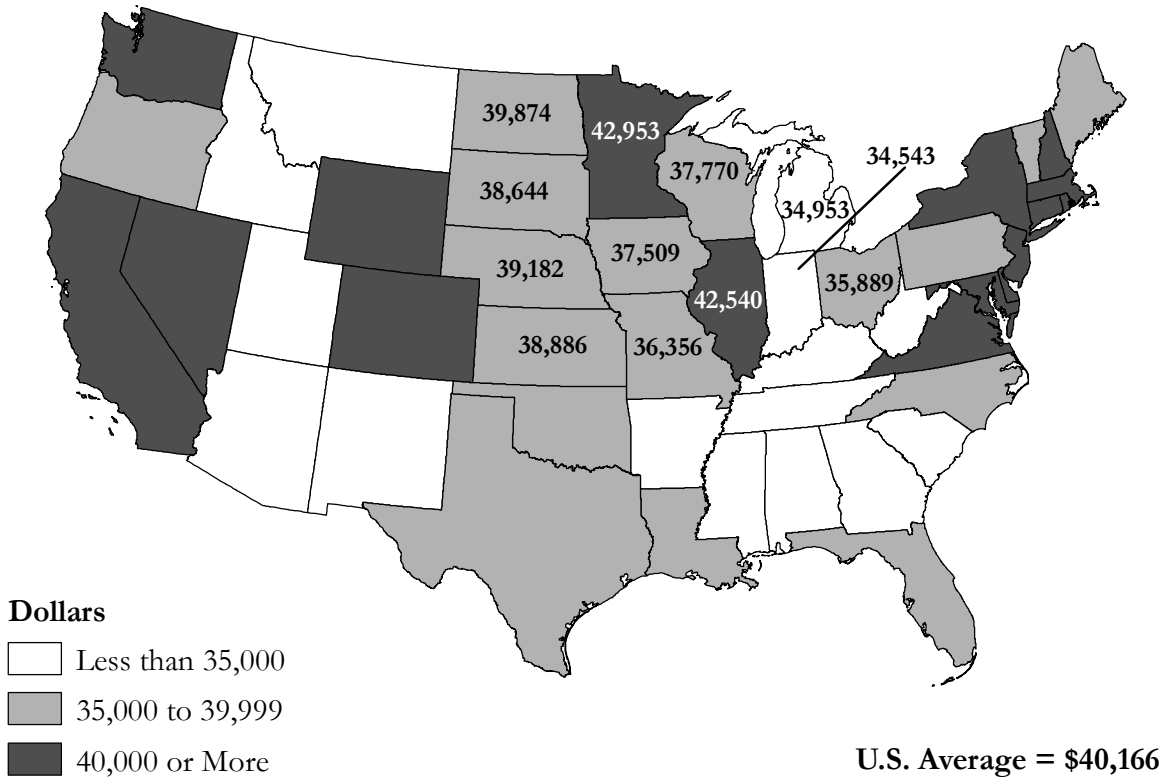 39,874
42,953
34,543
37,770
38,644
34,953
37,509
39,182
35,889
42,540
38,886
36,356
Dollars
Less than 35,000
35,000 to 39,999
40,000 or More
U.S. Average = $40,166